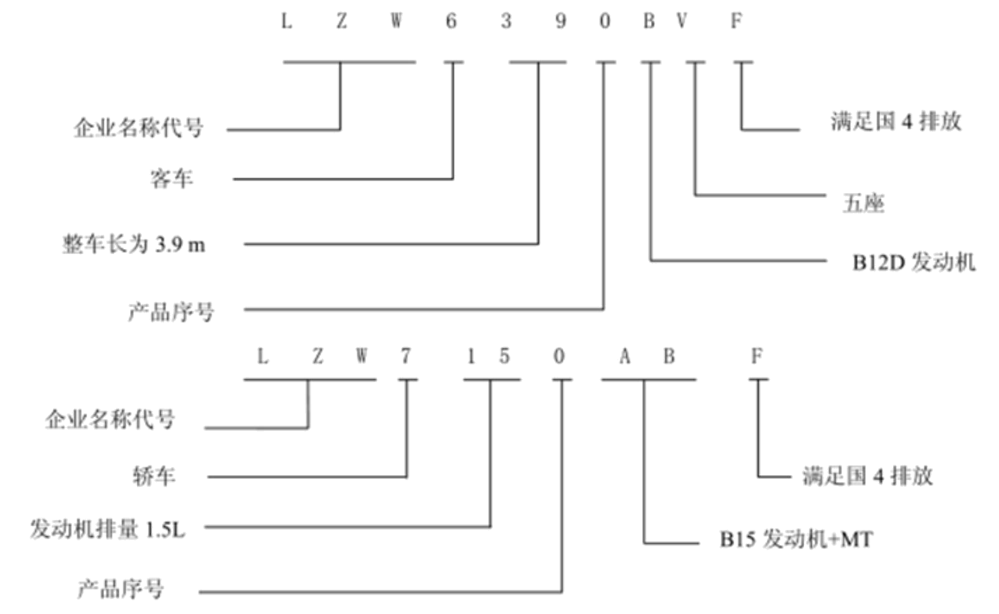 L Z W 6 3 9 0 B V F
企业名称代号
满足国 4 排放
客车
五座
整车长为 3.9 m
B12D 发动机
产品序号
L Z W 7 1 5 0 A B F
企业名称代号
轿车
满足国 4 排放
发动机排量 1.5L
B15 发动机+MT
产品序号